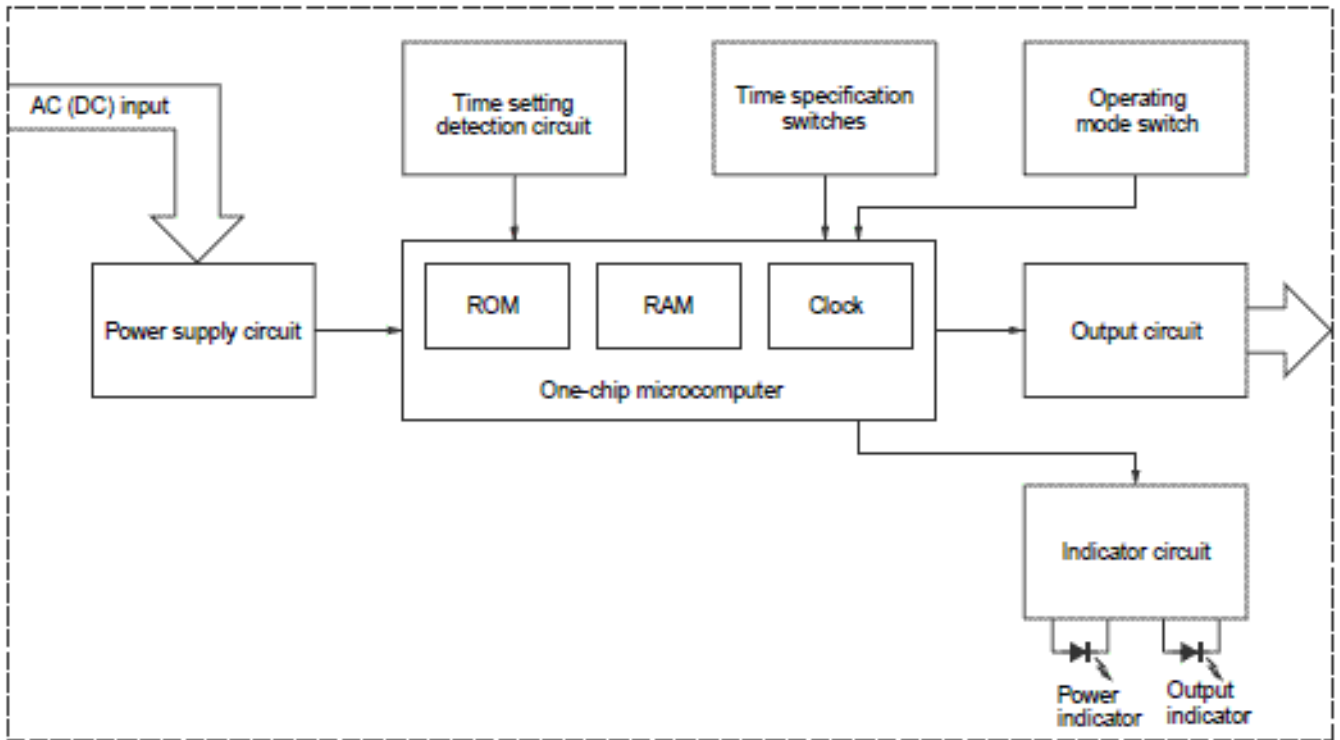 AC (DC) input
Time setting
detection circuit
Time specification
switches
Operating
mode switch
Power supply circuit
ROM
RAM
Clock
One-chip microcomputer
Output circuit
Indicator circuit
Power
indicator
Output
indicator